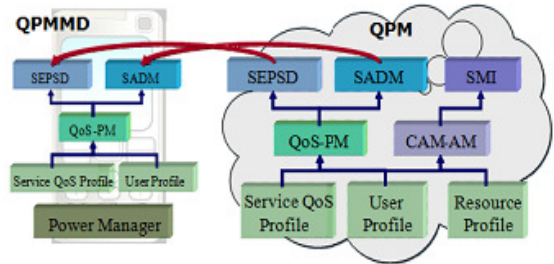 QPMMD
QPM
SEPSD
SADM
SEPSD
SADM
SMI
QoS-PM
QoS-PM
CAM-AM
Service QoS Profile
User Profile
Service QoS
Profile
User
Profile
Resource
Profile
Power Manager